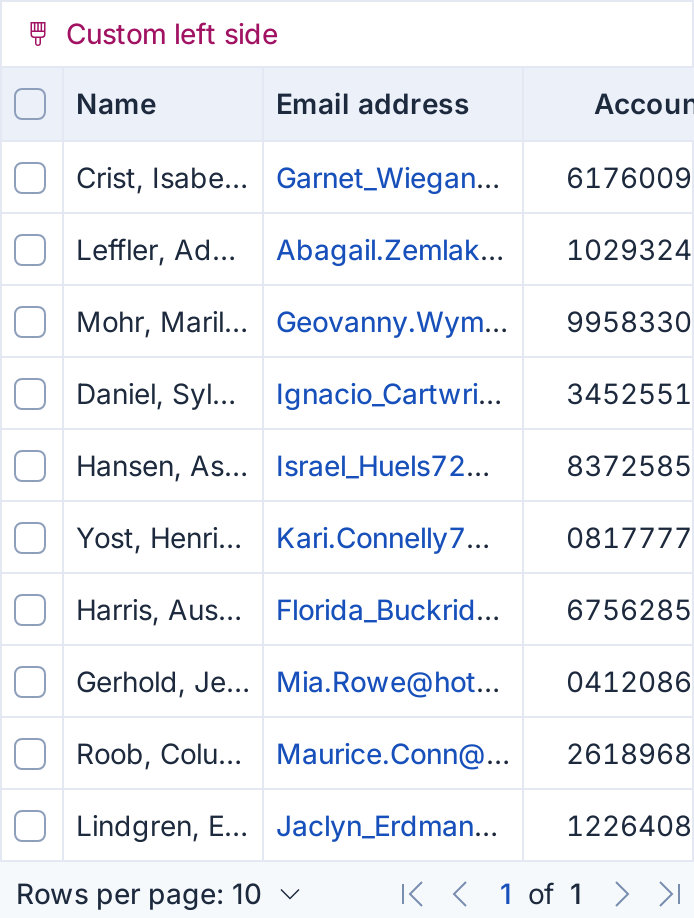 Custom left side
Name Email address Accoun
Crist, Isabe... Garnet_Wiegan... 6176009
Leffler, Ad... Abagail.Zemlak... 1029324
Mohr, Maril... Geovanny.Wym... 9958330
Daniel, Syl... Ignacio_Cartwri... 3452551
Hansen, As... Israel_Huels72... 8372585
Yost, Henri... Kari.Connelly7... 0817777
Harris, Aus... Florida_Buckrid... 6756285
Gerhold, Je... Mia.Rowe@hot... 0412086
Roob, Colu... Maurice.Conn@... 2618968
Lindgren, E... Jaclyn_Erdman... 1226408
Rows per page: 10 1 of 1